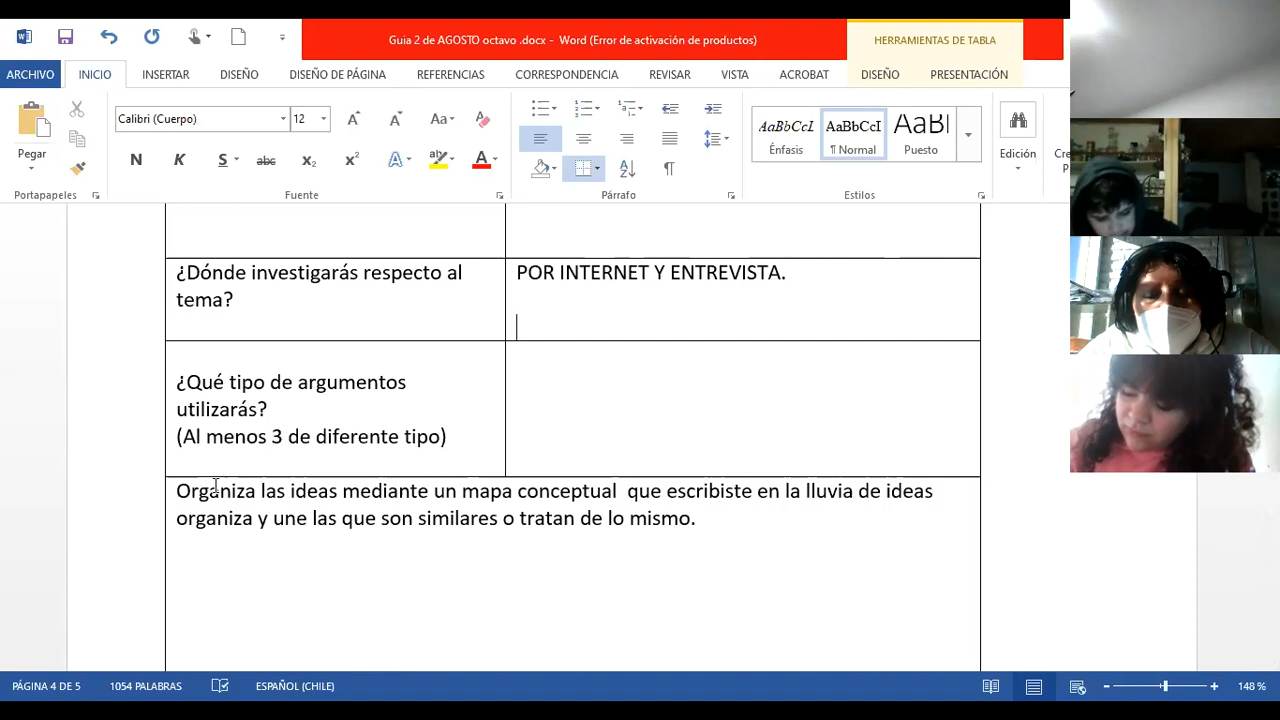 Guia 2 de AGOSTO octavo .docx - Word (Error de activación de productos)
HERRAMIENTAS DE TABLA
ARCHIVO INICIO INSERTAR DISEÑO DISEÑO DE PÁGINA REFERENCIAS CORRESPONDENCIA REVISAR VISTA ACROBAT DISEÑO PRESENTACIÓN
Calibri (Cuerpo) 12
Pegar
N K S abc x₂ x² A A
AaBbCcL AaBbCcI AaBl
Énfasis ¶ Normal Puesto
Edición
Portapapeles Fuente Párrafo Estilos
¿Dónde investigarás respecto al
tema?
POR INTERNET Y ENTREVISTA.
¿Qué tipo de argumentos
utilizarás?
(Al menos 3 de diferente tipo)
Organiza las ideas mediante un mapa conceptual que escribiste en la lluvia de ideas
organiza y une las que son similares o tratan de lo mismo.
PÁGINA 4 DE 5 1054 PALABRAS ESPAÑOL (CHILE) 148 %